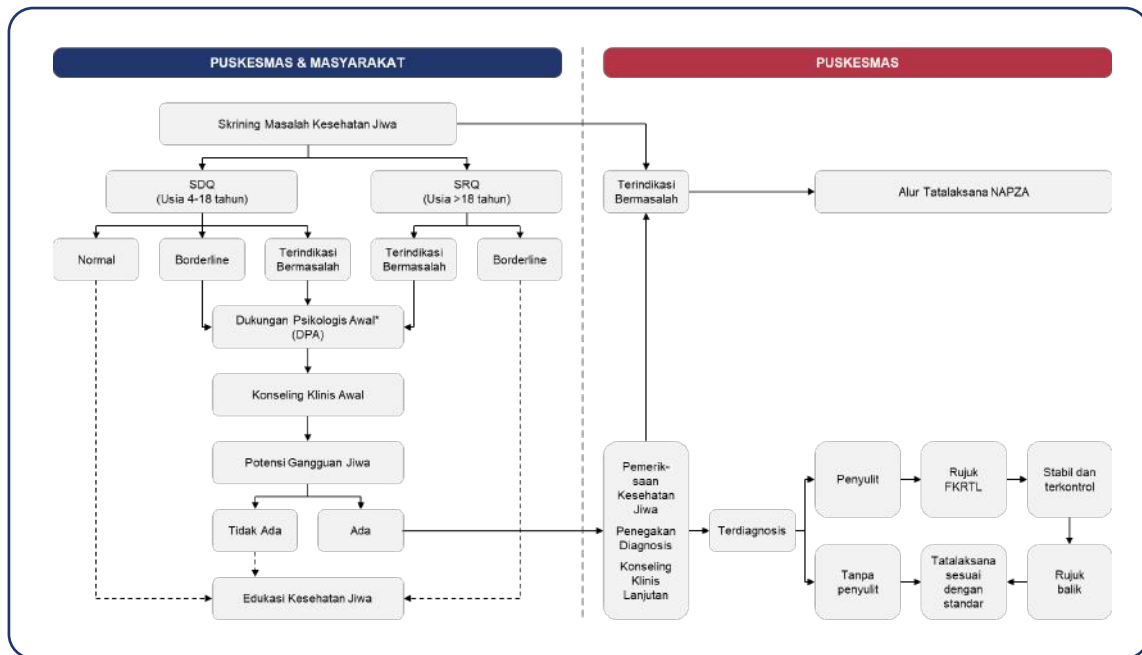 PUSKESMAS & MASYARAKAT
PUSKESMAS
Skrining Masalah Kesehatan Jiwa
SDQ
(Usia 4-18 tahun)
SRQ
(Usia >18 tahun)
Terindikasi
Bermasalah
Alur Tatalaksana NAPZA
Normal
Borderline
Terindikasi
Bermasalah
Terindikasi
Bermasalah
Borderline
Dukungan Psikologis Awal*
(DPA)
Konseling Klinis Awal
Potensi Gangguan Jiwa
Tidak Ada
Ada
Edukasi Kesehatan Jiwa
Pemerik-
saan
Kesehatan
Jiwa
Penegakan
Diagnosis
Konseling
Klinis
Lanjutan
Terdiagnosis
Penyulit
Rujuk
FKRTL
Stabil dan
terkontrol
Tanpa
penyulit
Tatalaksana
sesuai
dengan
standar
Rujuk
balik